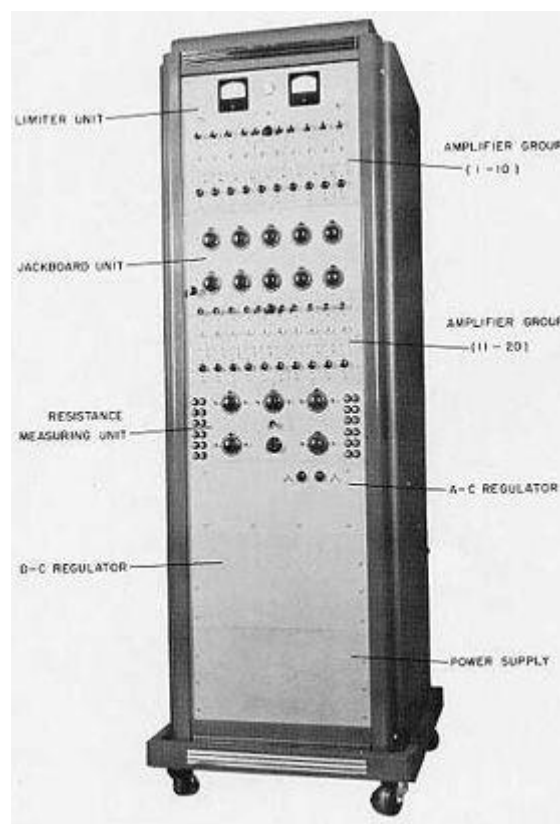 LIMITER UNIT
AMPLIFIER GROUP
(1-10)
JACKBOARD UNIT
AMPLIFIER GROUP
(11-20)
RESISTANCE
MEASURING UNIT
A-C REGULATOR
D-C REGULATOR
POWER SUPPLY